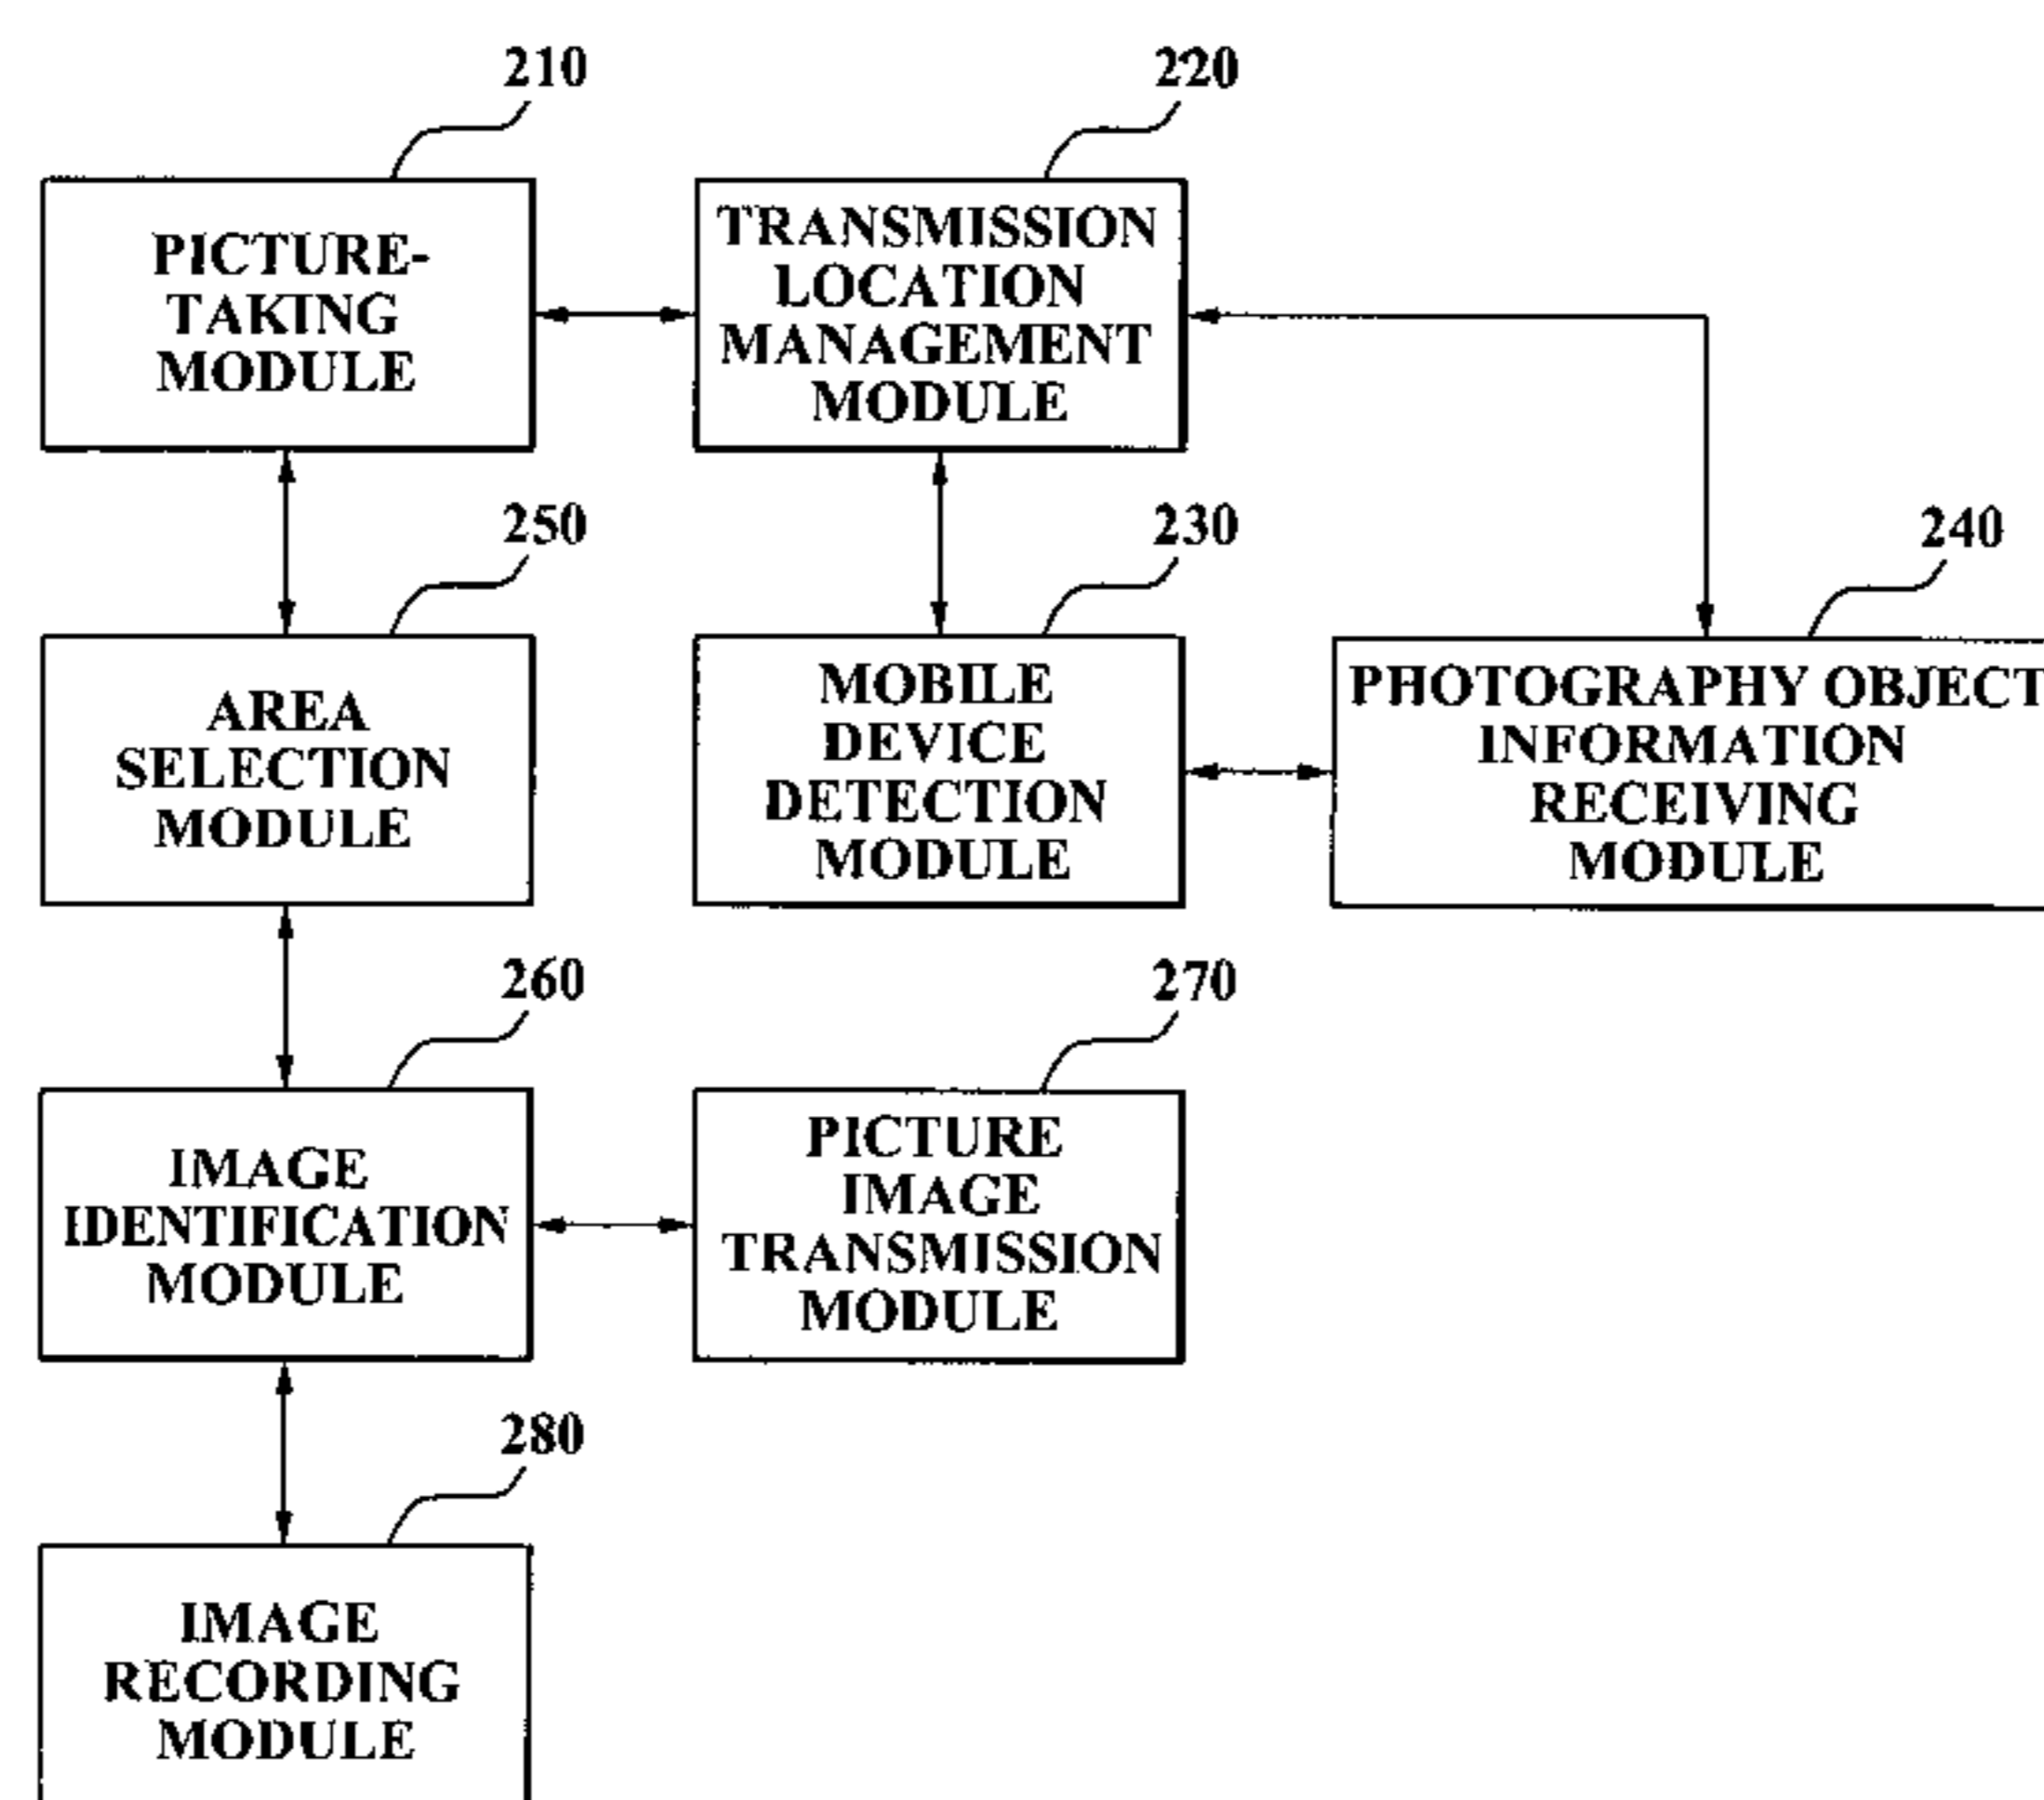 210
220
PICTURE-
TAKING
MODULE
TRANSMISSION
LOCATION
MANAGEMENT
MODULE
250
230
240
AREA
SELECTION
MODULE
MOBILE
DEVICE
DETECTION
MODULE
PHOTOGRAPHY OBJECT
INFORMATION
RECEIVING
MODULE
260
270
IMAGE
IDENTIFICATION
MODULE
PICTURE
IMAGE
TRANSMISSION
MODULE
280
IMAGE
RECORDING
MODULE